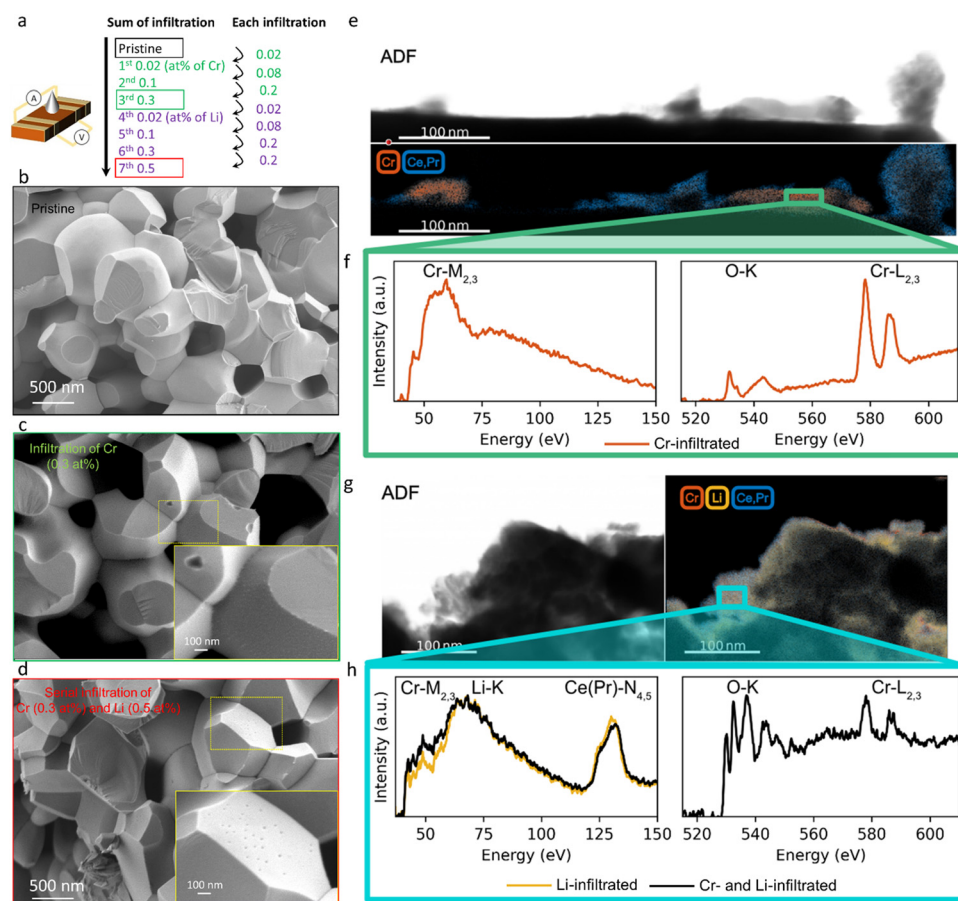 a
Sum of infiltration
Each infiltration
Pristine
1st 0.02 (at% of Cr)
2nd 0.1
3rd 0.3
4th 0.02 (at% of Li)
5th 0.1
6th 0.3
7th 0.5
0.02
0.08
0.2
0.02
0.08
0.2
0.2
A
V
b
Pristine
500 nm
c
Infiltration of Cr
(0.3 at%)
100 nm
d
Serial Infiltration of
Cr (0.3 at%) and Li (0.5 at%)
500 nm
100 nm
e
ADF
100 nm
Cr Ce,Pr
100 nm
f
Cr-M2,3
Intensity (a.u.)
50 75 100 125 150
Energy (eV)
O-K
Cr-L2,3
520 540 560 580 600
Energy (eV)
Cr-infiltrated
g
ADF
100 nm
Cr Li Ce,Pr
100 nm
h
Cr-M2,3 Li-K Ce(Pr)-N4,5
Intensity (a.u.)
50 75 100 125 150
Energy (eV)
O-K
Cr-L2,3
520 540 560 580 600
Energy (eV)
Li-infiltrated
Cr- and Li-infiltrated